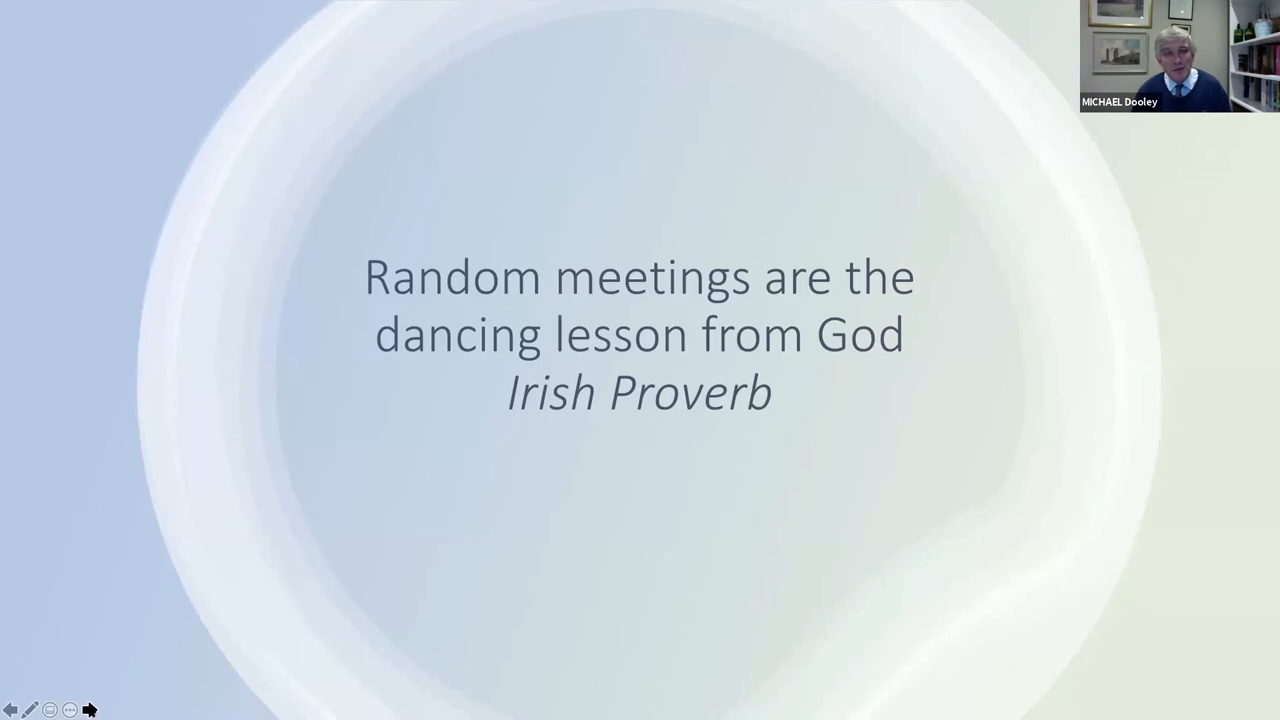 MICHAEL Dooley
Random meetings are the
dancing lesson from God
Irish Proverb